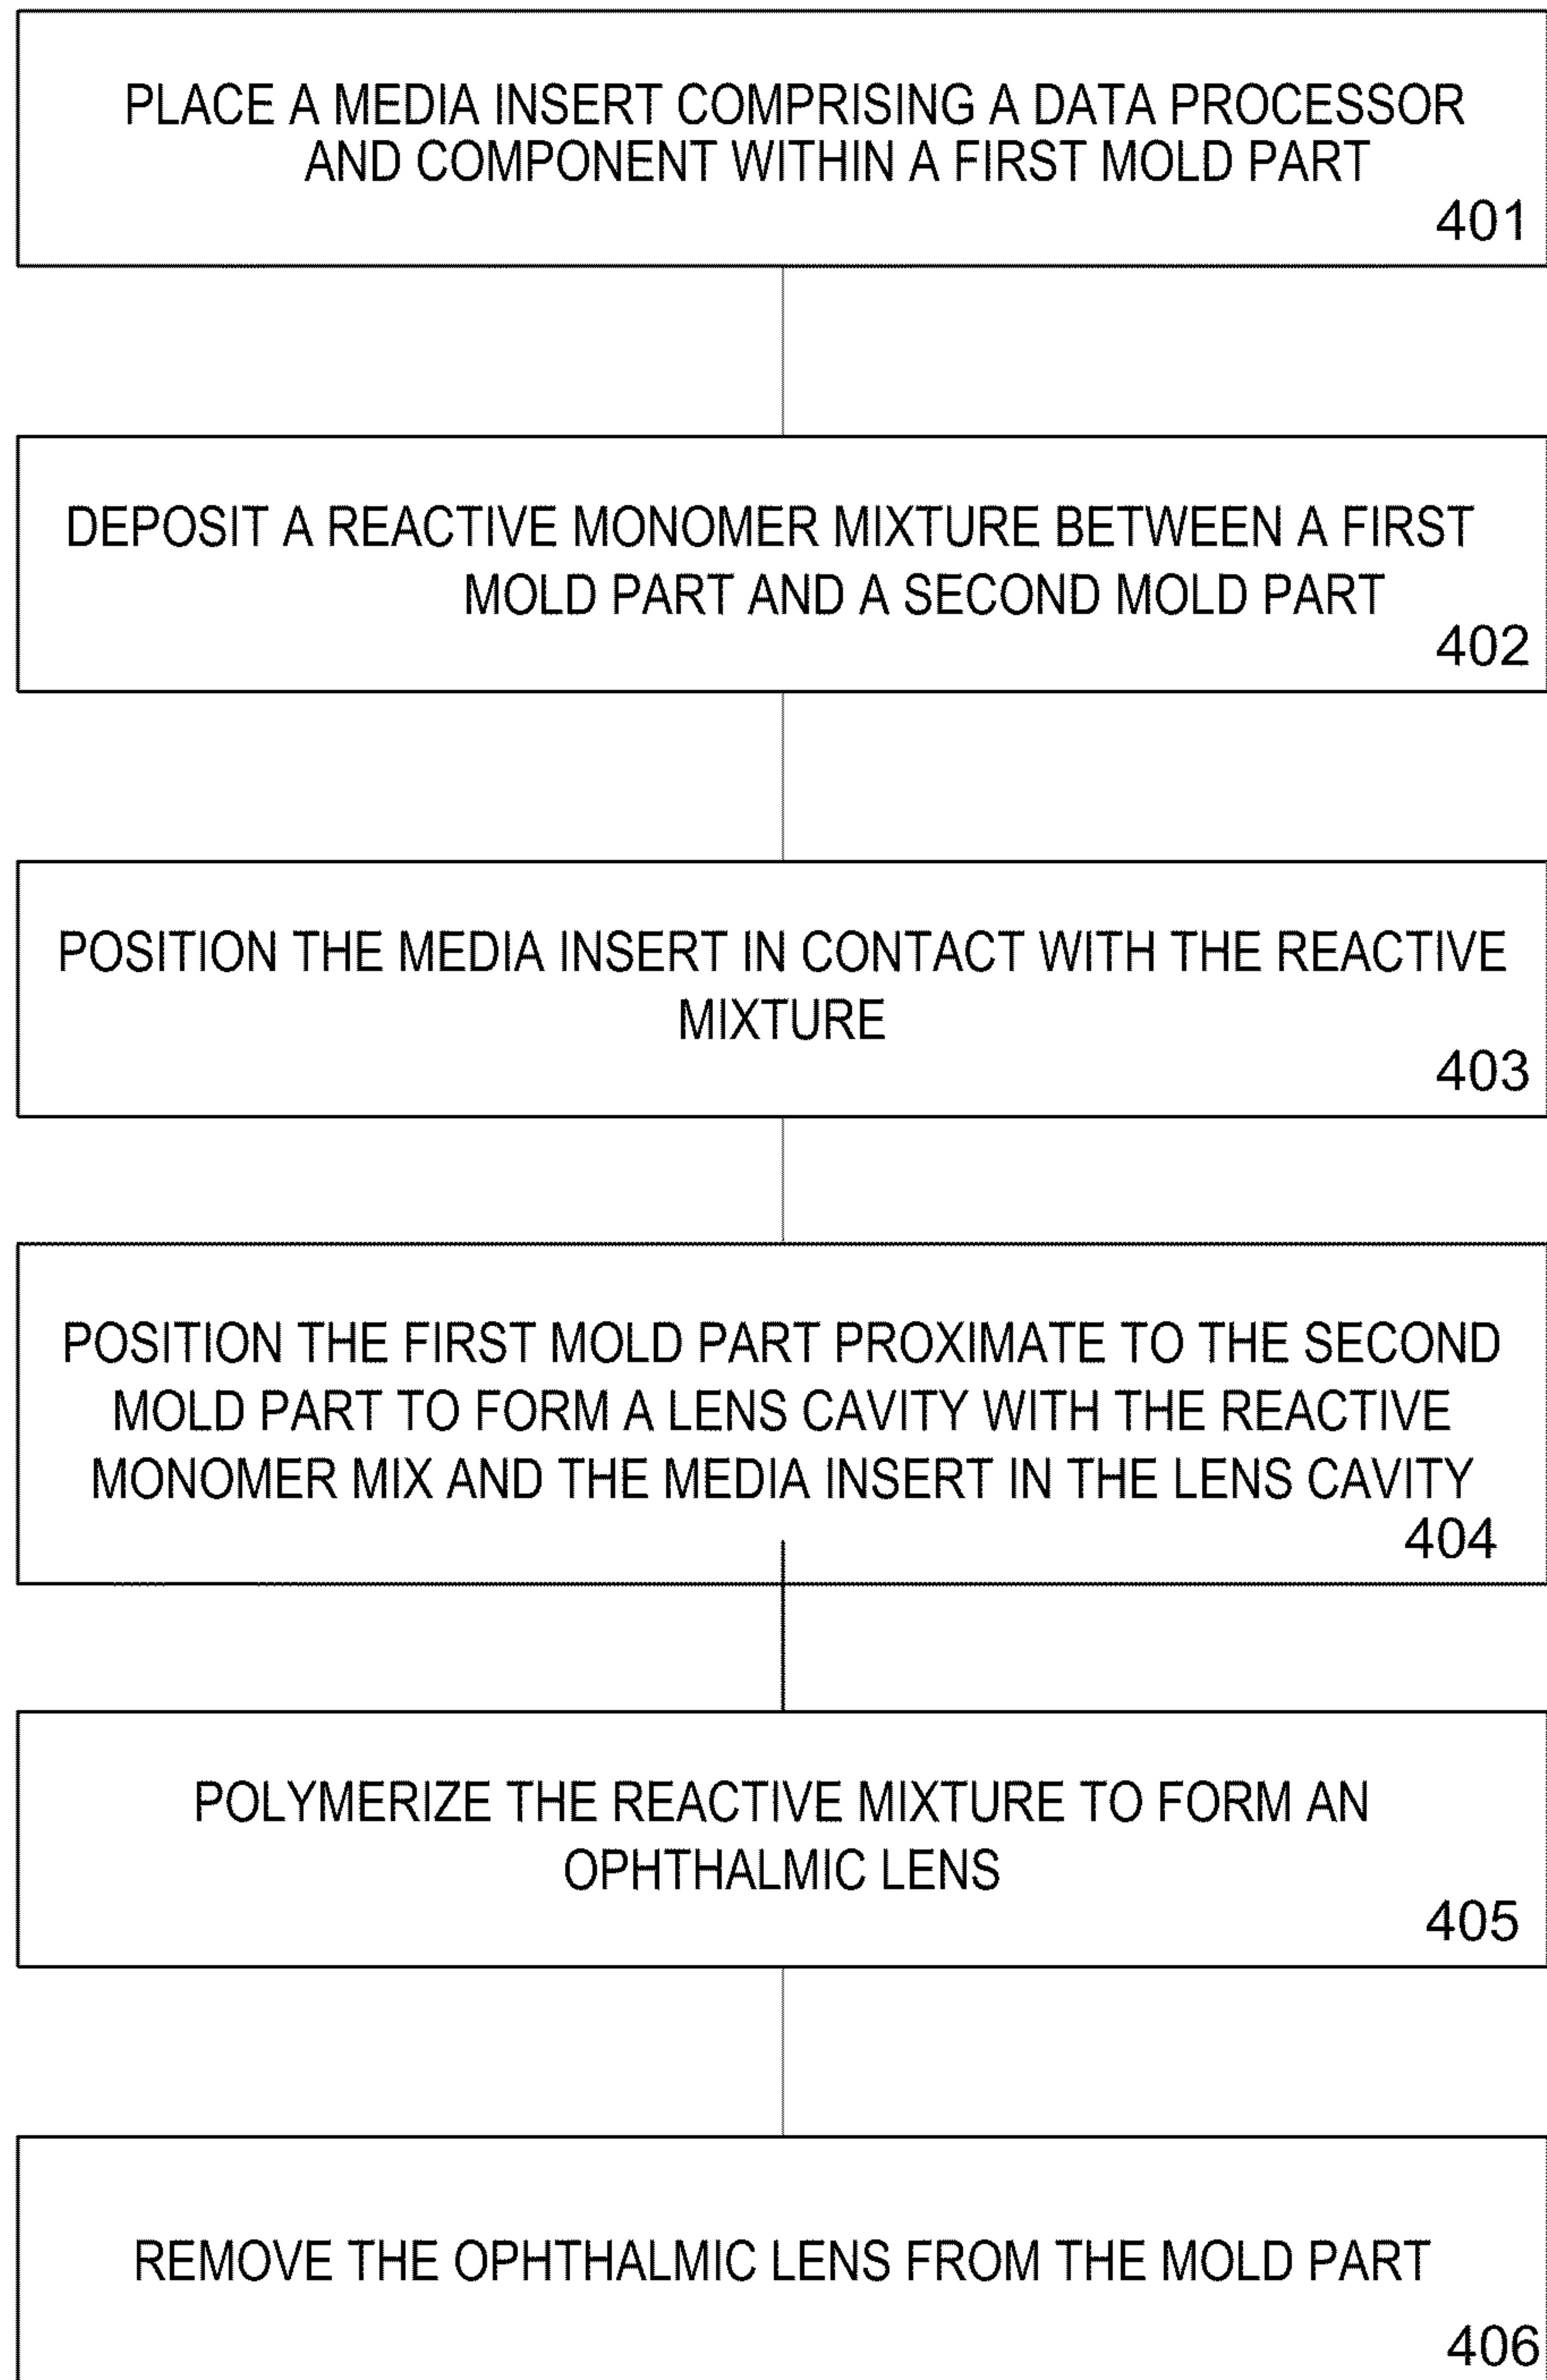 PLACE A MEDIA INSERT COMPRISING A DATA PROCESSOR
AND COMPONENT WITHIN A FIRST MOLD PART
401
DEPOSIT A REACTIVE MONOMER MIXTURE BETWEEN A FIRST
MOLD PART AND A SECOND MOLD PART
402
POSITION THE MEDIA INSERT IN CONTACT WITH THE REACTIVE
MIXTURE
403
POSITION THE FIRST MOLD PART PROXIMATE TO THE SECOND
MOLD PART TO FORM A LENS CAVITY WITH THE REACTIVE
MONOMER MIX AND THE MEDIA INSERT IN THE LENS CAVITY
404
POLYMERIZE THE REACTIVE MIXTURE TO FORM AN
OPHTHALMIC LENS
405
REMOVE THE OPHTHALMIC LENS FROM THE MOLD PART
406